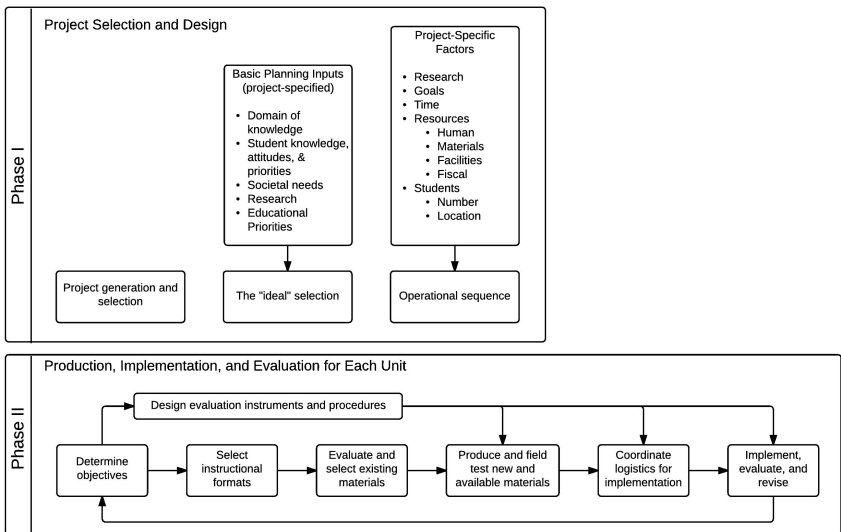 Phase I
Project Selection and Design
Basic Planning Inputs
(project-specified)
• Domain of
knowledge
• Student knowledge,
attitudes, &
priorities
• Societal needs
• Research
• Educational
Priorities
Project-Specific
Factors
• Research
• Goals
• Time
• Resources
• Human
• Materials
• Facilities
• Fiscal
• Students
• Number
• Location
Project generation and
selection
The "ideal" selection
Operational sequence
Phase II
Production, Implementation, and Evaluation for Each Unit
Design evaluation instruments and procedures
Determine
objectives
Select
instructional
formats
Evaluate and
select existing
materials
Produce and field
test new and
available materials
Coordinate
logistics for
implementation
Implement,
evaluate, and
revise